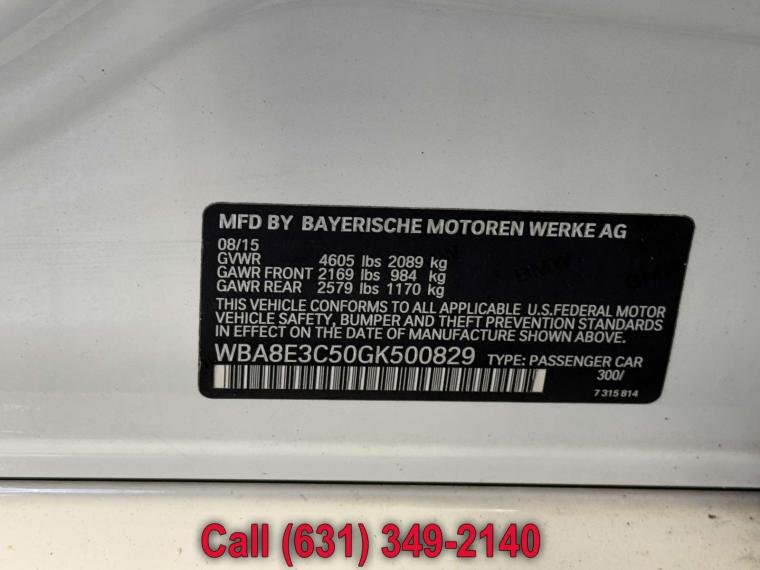 MFD BY BAYERISCHE MOTOREN WERKE AG
08/15
GVWR 4605 lbs 2089 kg
GAWR FRONT 2169 lbs 984 kg
GAWR REAR 2579 lbs 1170 kg
THIS VEHICLE CONFORMS TO ALL APPLICABLE U.S.FEDERAL MOTOR
VEHICLE SAFETY, BUMPER AND THEFT PREVENTION STANDARDS
IN EFFECT ON THE DATE OF MANUFACTURE SHOWN ABOVE.
WBA8E3C50GK500829 TYPE: PASSENGER CAR
300/
7 315 814
Call (631) 349-2140